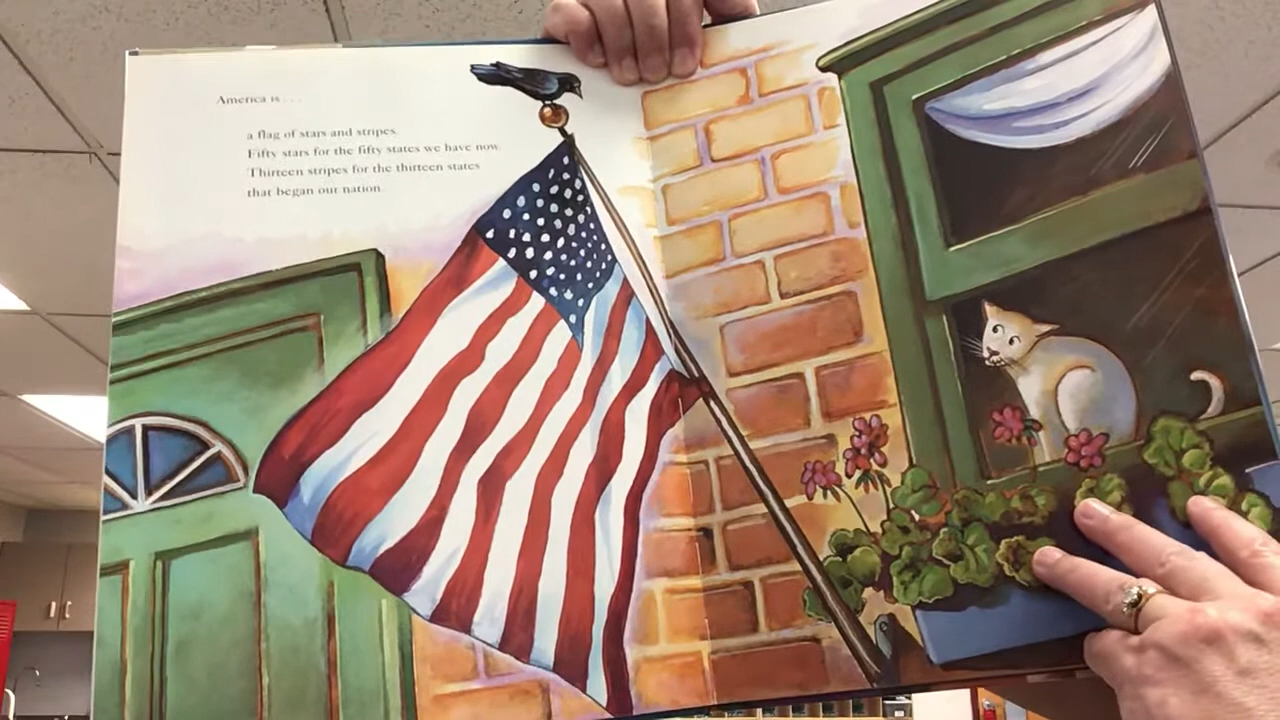 America is . . .
a flag of stars and stripes.
Fifty stars for the fifty states we have now.
Thirteen stripes for the thirteen states
that began our nation.